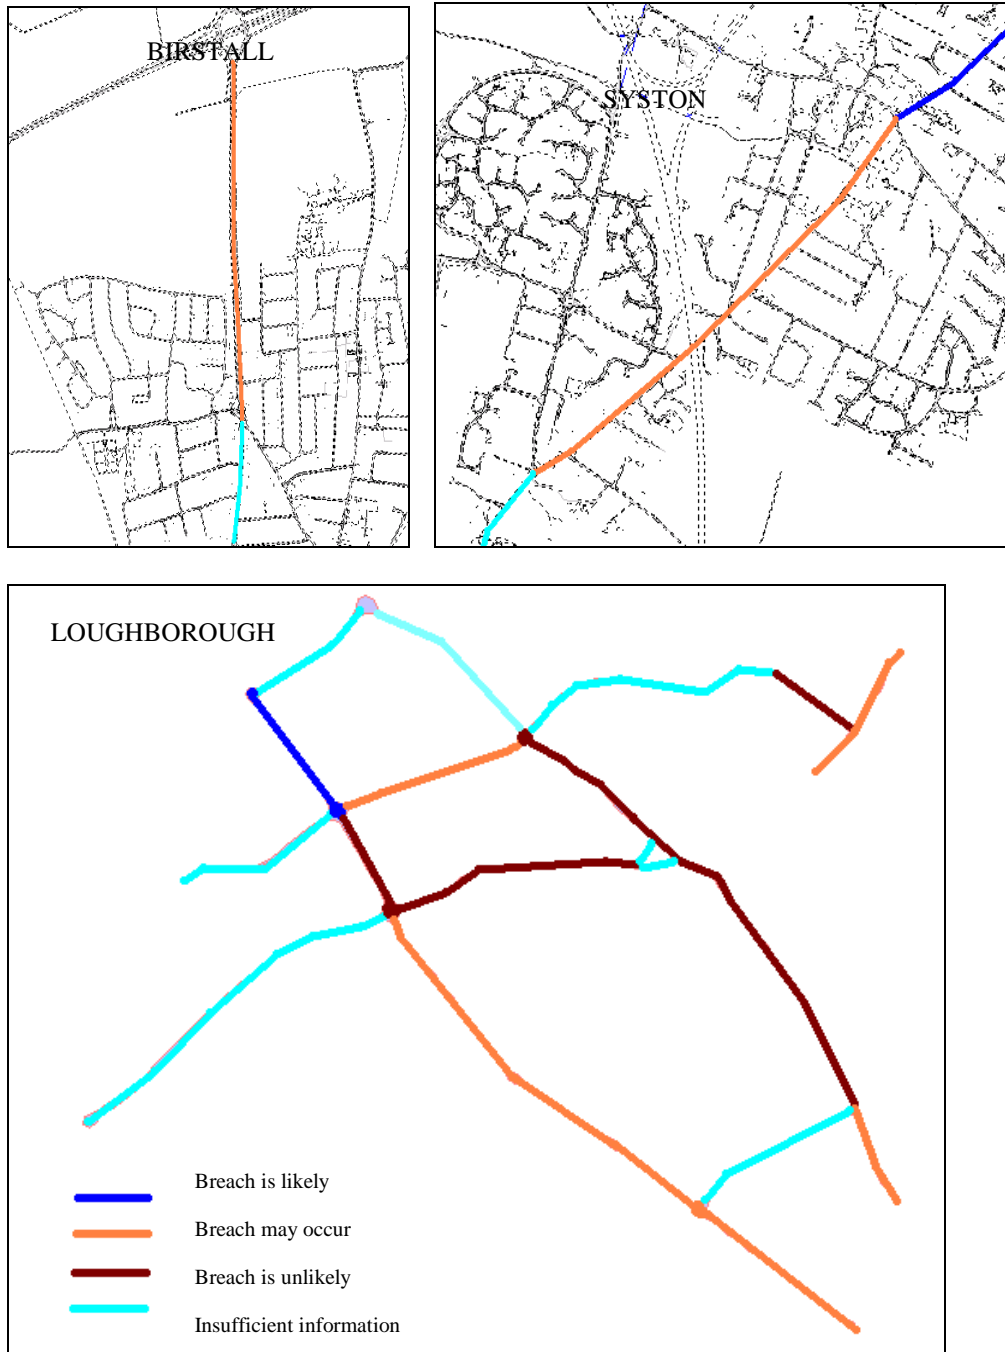 BIRSTALL
SYSTON
LOUGHBOROUGH
Breach is likely
Breach may occur
Breach is unlikely
Insufficient information